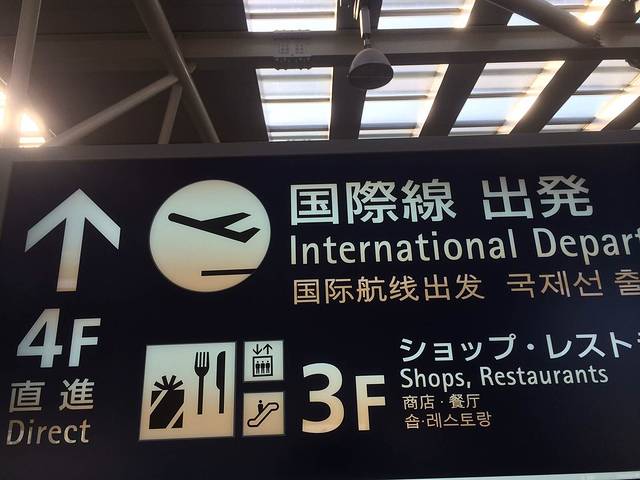 国際線 出発
International Depar
国际航线出发 국제선 출
4F
直進
Direct
3F
ショップ・レスト
Shops, Restaurants
商店·餐厅
숍·레스토랑